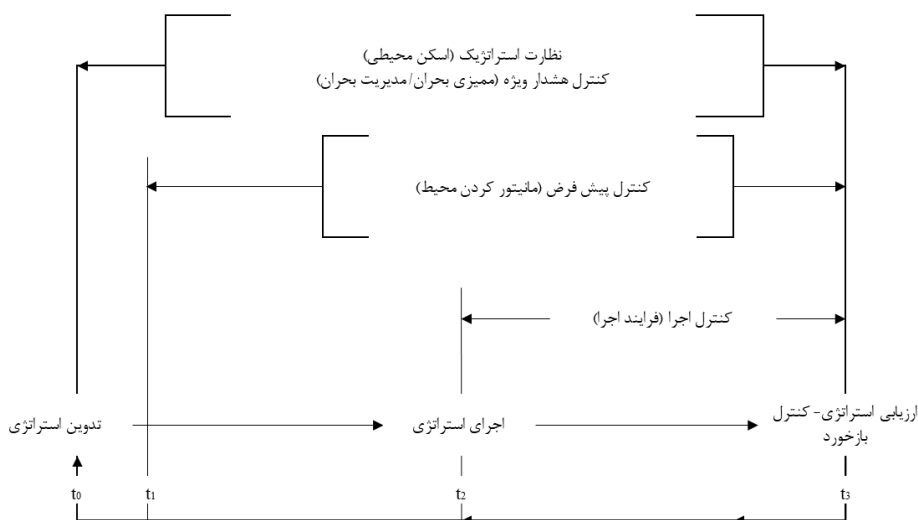 نظارت استراتژیک (اسکن محیطی)
کنترل هشدار ویژه (ممیزی بحران/مدیریت بحران)
کنترل پیش فرض (مانیتور کردن محیط)
کنترل اجرا (فرایند اجرا)
تدوین استراتژی
اجرای استراتژی
ارزیابی استراتژی- کنترل
بازخورد
t0
t1
t2
t3